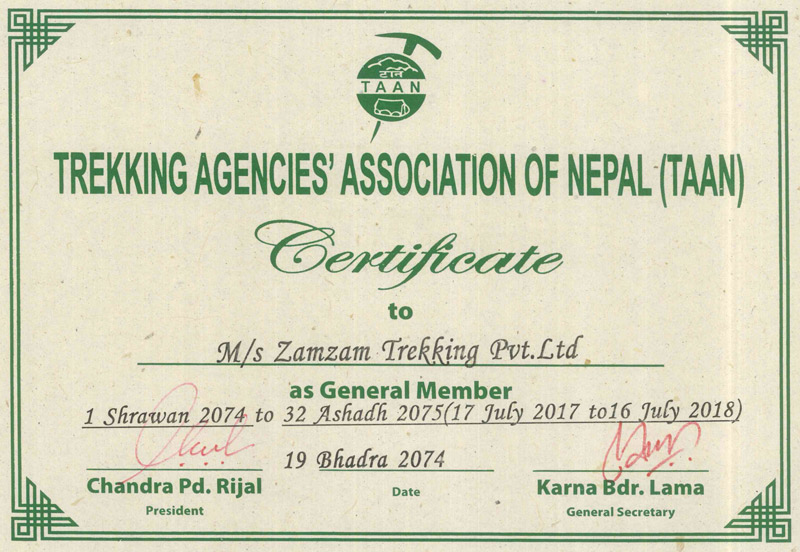 टान
TAAN
TREKKING AGENCIES' ASSOCIATION OF NEPAL (TAAN)
Certificate
to
M/s Zamzam Trekking Pvt.Ltd
as General Member
1 Shrawan 2074 to 32 Ashadh 2075(17 July 2017 to16 July 2018)
19 Bhadra 2074
Chandra Pd. Rijal
Date
Karna Bdr. Lama
President
General Secretary